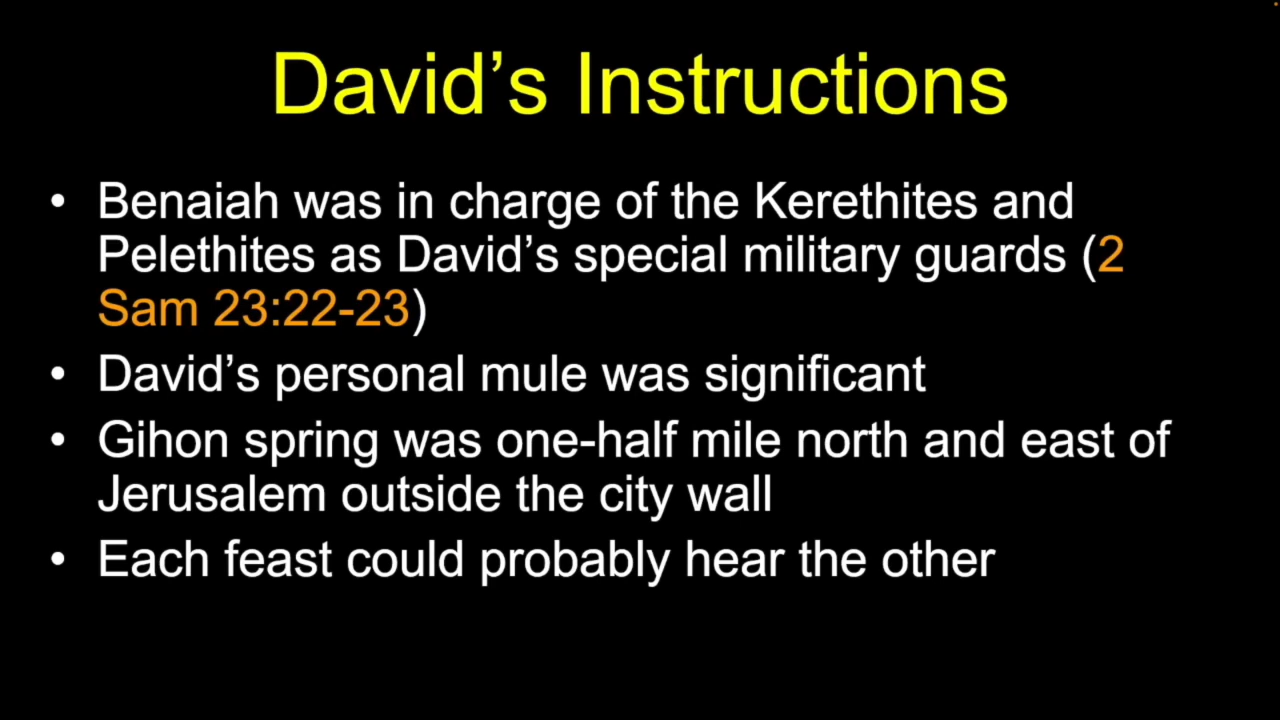 David’s Instructions
• Benaiah was in charge of the Kerethites and
Pelethites as David’s special military guards (2
Sam 23:22-23)
• David’s personal mule was significant
• Gihon spring was one-half mile north and east of
Jerusalem outside the city wall
• Each feast could probably hear the other